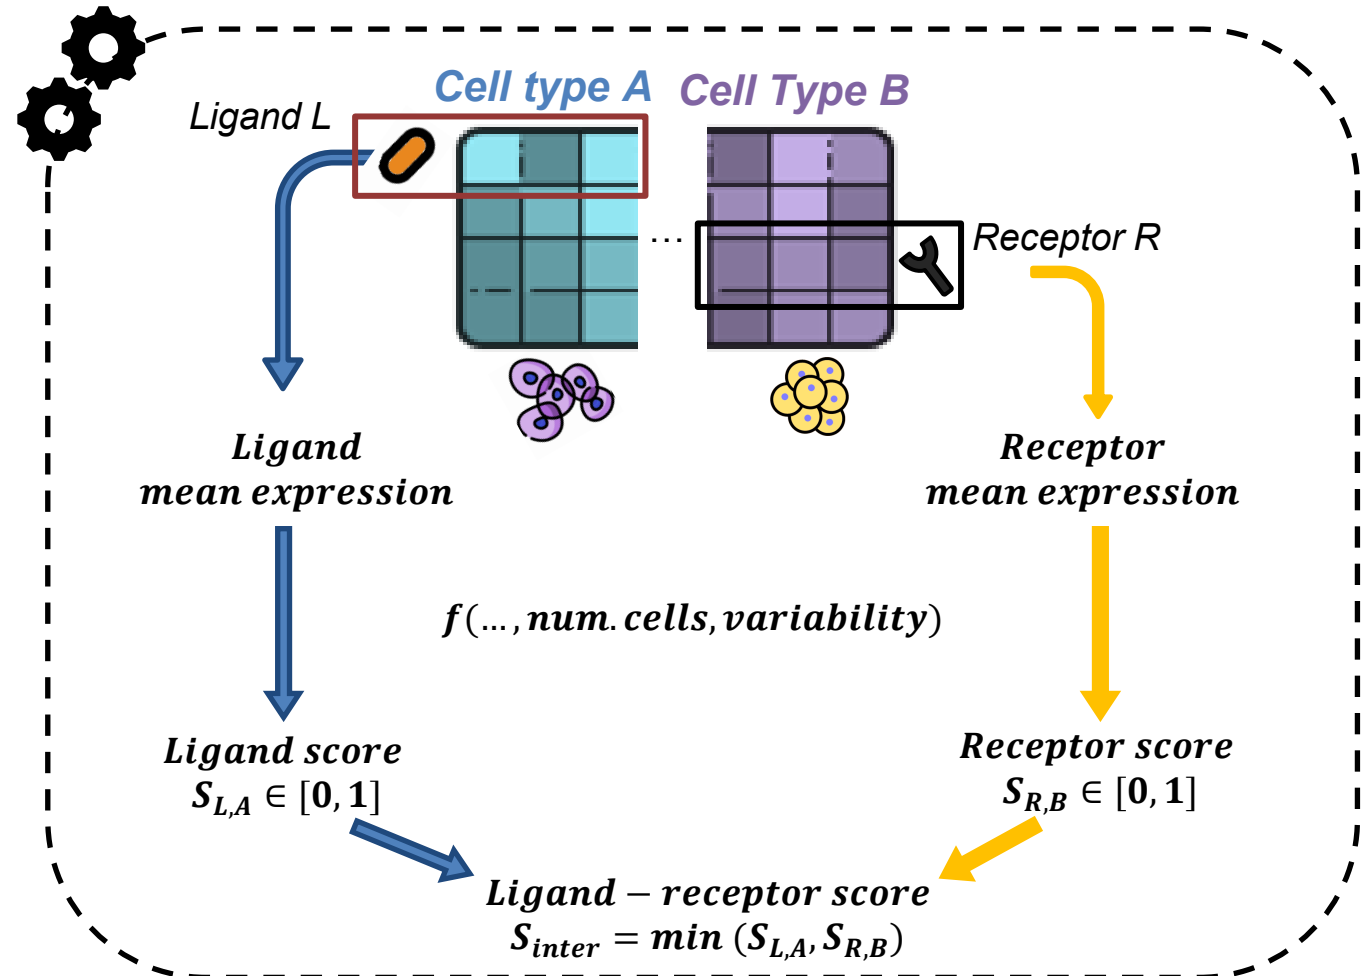 Cell type A
Cell Type B
Ligand L
...
Receptor R
Ligand
mean expression
Receptor
mean expression
f(..., num. cells, variability)
Ligand score
S_{L,A} ∈ [0, 1]
Receptor score
S_{R,B} ∈ [0, 1]
Ligand – receptor score
S_{inter} = min (S_{L,A}, S_{R,B})